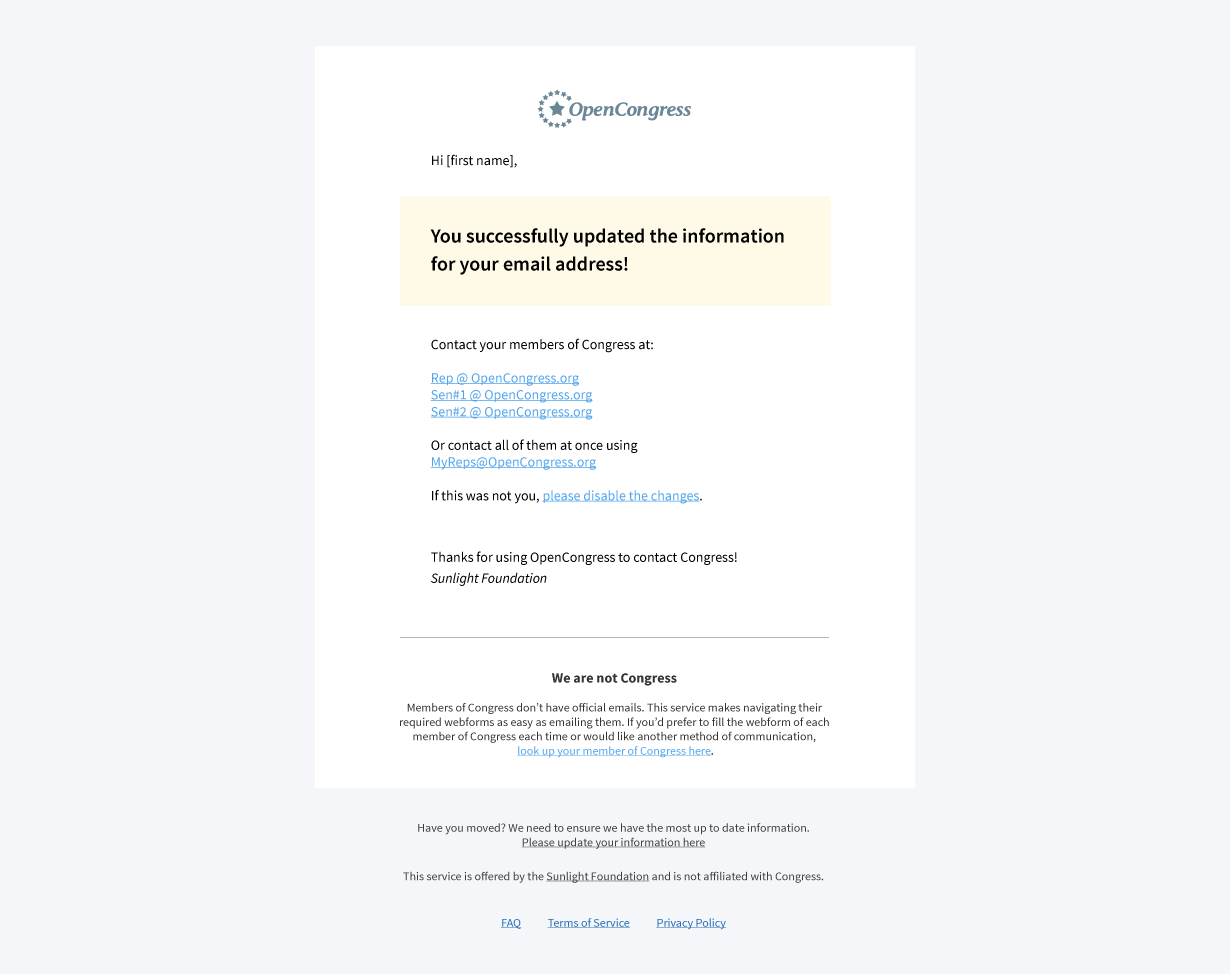 OpenCongress
Hi [first name],
You successfully updated the information
for your email address!
Contact your members of Congress at:
Rep @ OpenCongress.org
Sen#1 @ OpenCongress.org
Sen#2 @ OpenCongress.org
Or contact all of them at once using
MyReps@OpenCongress.org
If this was not you, please disable the changes.
Thanks for using OpenCongress to contact Congress!
Sunlight Foundation
We are not Congress
Members of Congress don’t have official emails. This service makes navigating their
required webforms as easy as emailing them. If you’d prefer to fill the webform of each
member of Congress each time or would like another method of communication,
look up your member of Congress here.
Have you moved? We need to ensure we have the most up to date information.
Please update your information here
This service is offered by the Sunlight Foundation and is not affiliated with Congress.
FAQ Terms of Service Privacy Policy